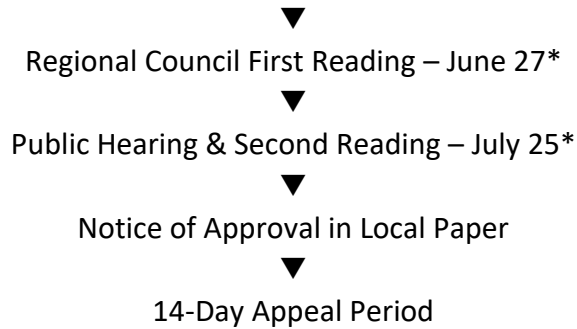 Regional Council First Reading – June 27*
Public Hearing & Second Reading – July 25*
Notice of Approval in Local Paper
14-Day Appeal Period